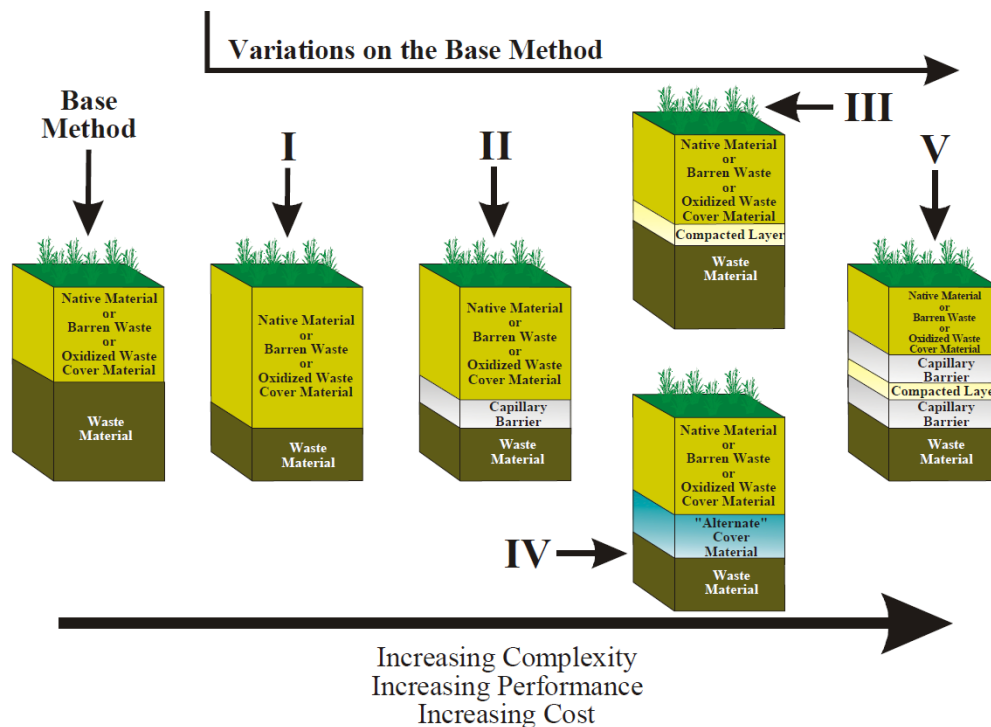 Variations on the Base Method
Base
Method
I
II
III
V
IV
Native Material
or
Barren Waste
or
Oxidized Waste
Cover Material
Waste
Material
Native Material
or
Barren Waste
or
Oxidized Waste
Cover Material
Waste
Material
Native Material
or
Barren Waste
or
Oxidized Waste
Cover Material
Capillary
Barrier
Waste
Material
Native Material
or
Barren Waste
or
Oxidized Waste
Cover Material
Compacted Layer
Waste
Material
Native Material
or
Barren Waste
or
Oxidized Waste
Cover Material
"Alternate"
Cover
Material
Waste
Material
Native Material
or
Barren Waste
or
Oxidized Waste
Cover Material
Capillary
Barrier
Compacted Layer
Capillary
Barrier
Waste
Material
Increasing Complexity
Increasing Performance
Increasing Cost